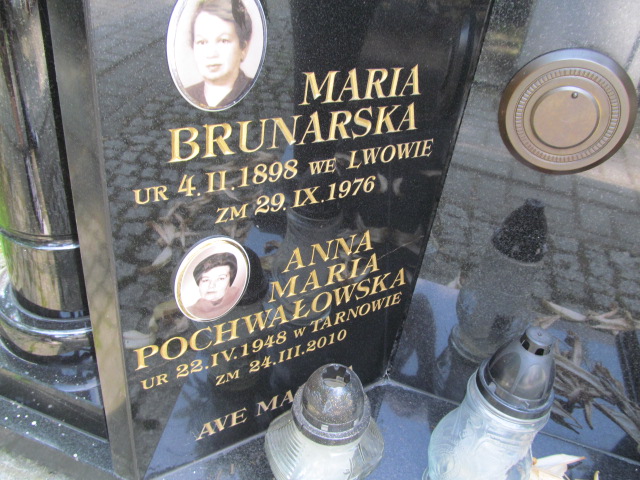 MARIA
BRUNARSKA
UR 4.II.1898 WE LWOWIE
ZM 29.IX.1976
ANNA
MARIA
POCHWAŁOWSKA
UR 22.IV.1948 W TARNOWIE
ZM 24.III.2010
AVE